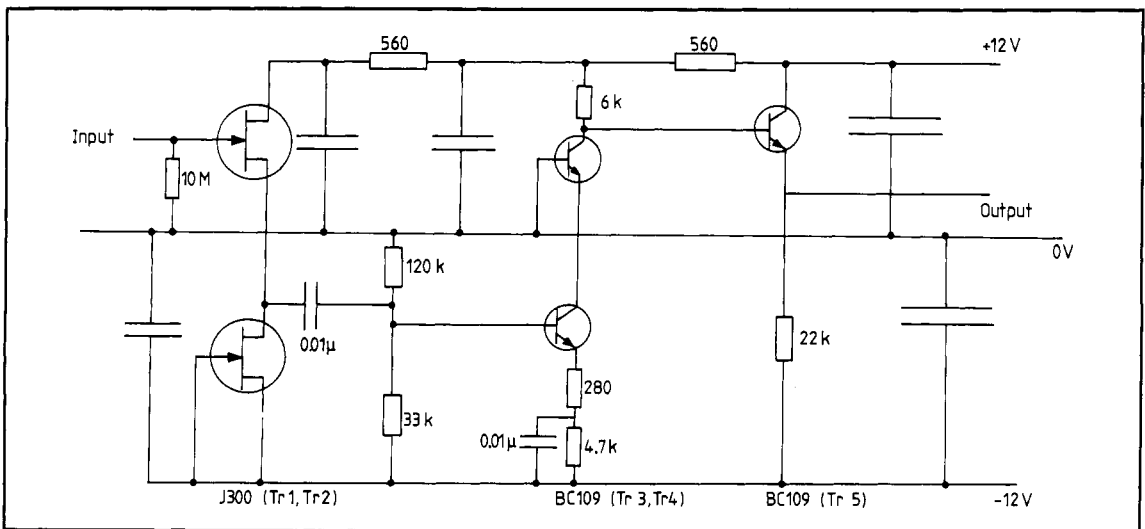 560
560
+12 V
6 k
Input
10 M
Output
0V
120 k
0.01µ
22 k
280
33 k
0.01µ
4.7k
J300 (Tr1, Tr2)
BC109 (Tr 3, Tr4)
BC109 (Tr 5)
-12V